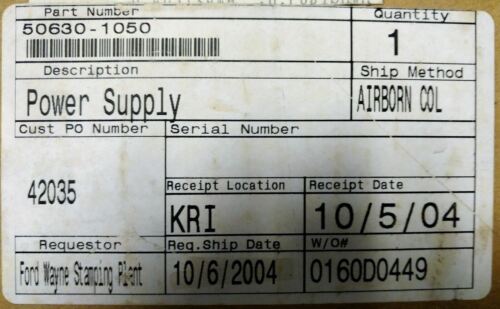 Part Number Quantity
50630-1050 1
Description Ship Method
Power Supply AIRBORN COL
Cust PO Number Serial Number
42035
Receipt Location Receipt Date
KRI 10/5/04
Requestor Req.Ship Date W/O#
Ford Wayne Stamping Plant 10/6/2004 0160D0449